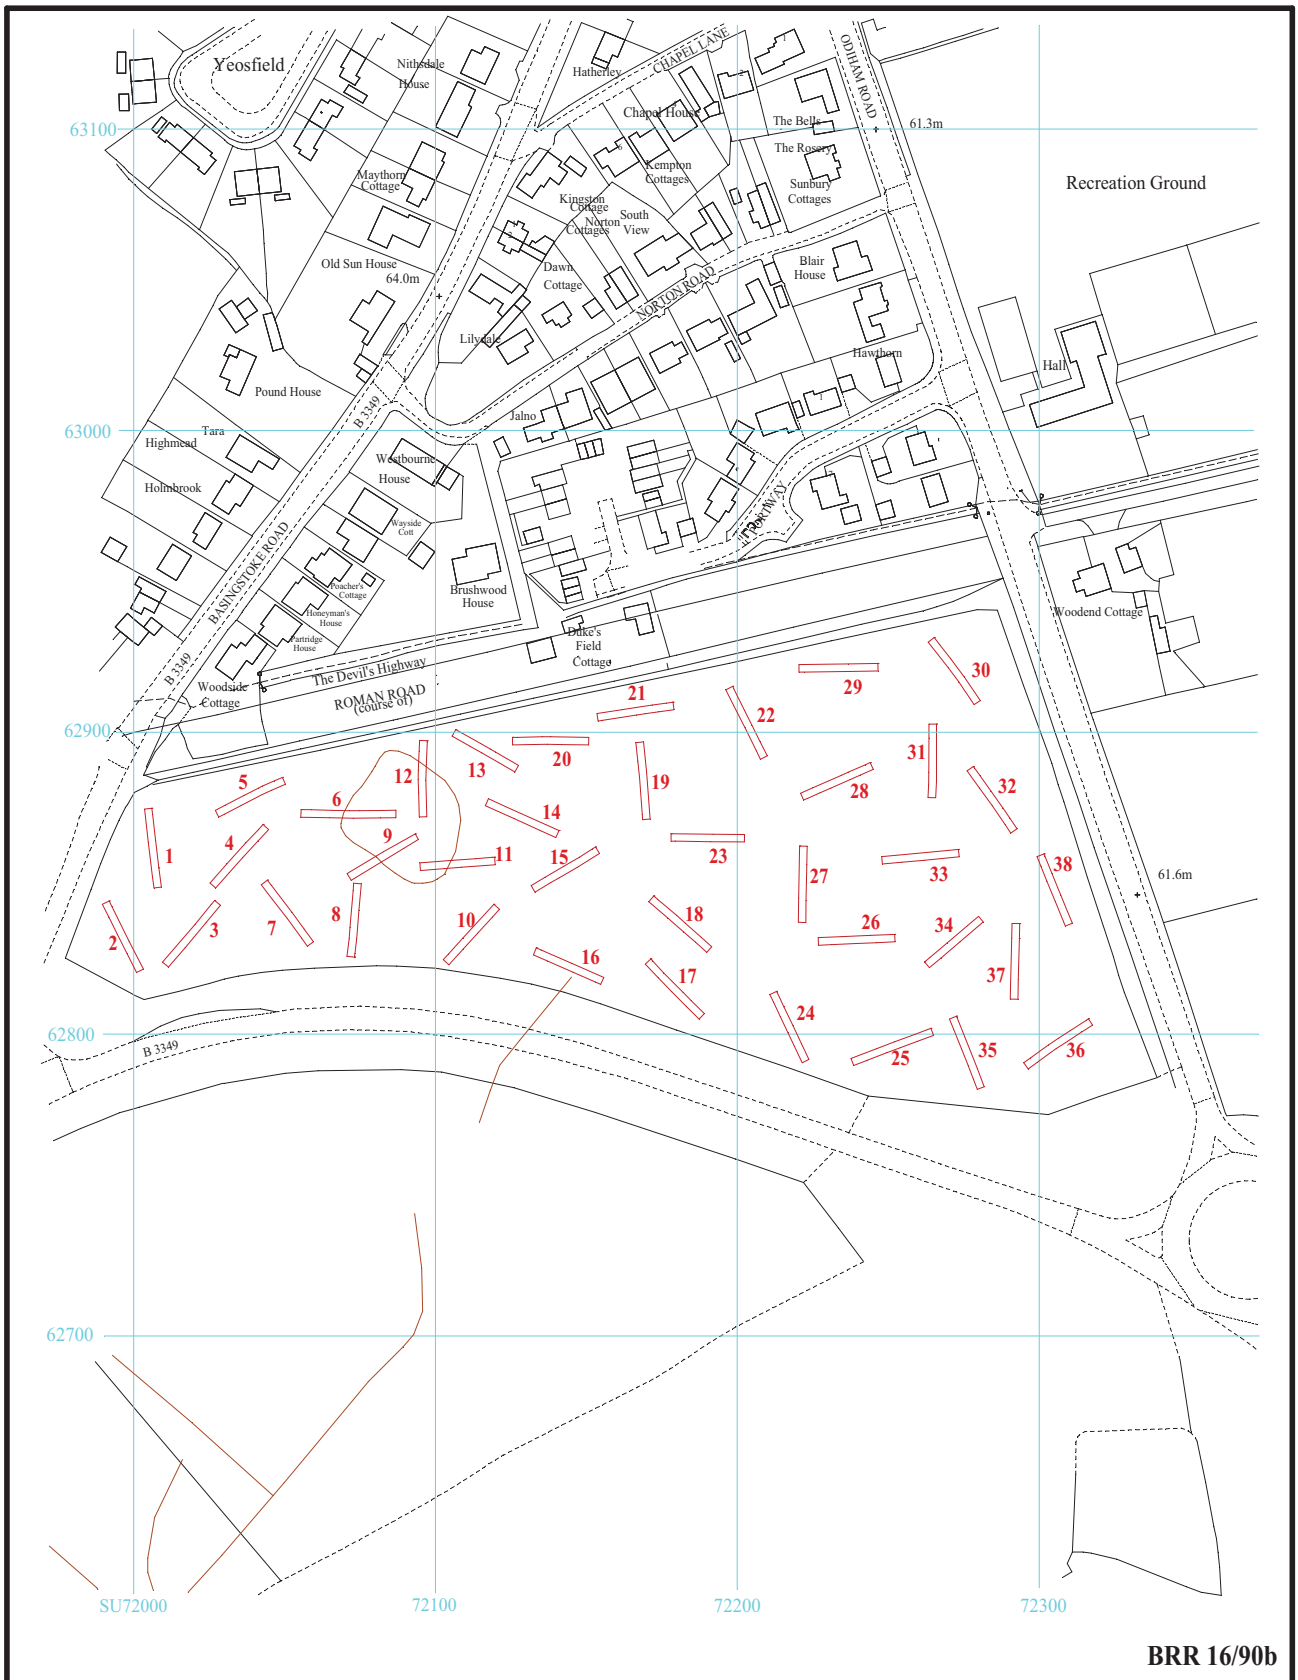 Yeosfield
Nithsdale
House
Hatherley
CHAPEL LANE
ODIHAM ROAD
Chapel House
The Bells
61.3m
63100
The Rosery
Kempton
Cottages
Maythorn
Cottage
Sunbury
Cottages
Recreation Ground
Kingston
Cottage
Norton
Cottages
South
View
Old Sun House
64.0m
Dawn
Cottage
Blair
House
NORTON ROAD
Lilydale
Hawthorn
Hall
Pound House
B 3349
Jalno
63000
Tara
Highmead
Westbourne
House
Holmbrook
PORTWAY
Wayside
Cott
BASINGSTOKE ROAD
Poacher's
Cottage
Honeyman's
House
Partridge
House
Brushwood
House
Duke's
Field
Cottage
Woodend Cottage
B 3349
The Devil's Highway
ROMAN ROAD
(course of)
Woodside
Cottage
62900
1
2
3
4
5
6
7
8
9
10
11
12
13
14
15
16
17
18
19
20
21
22
23
24
25
26
27
28
29
30
31
32
33
34
35
36
37
38
61.6m
62800
B 3349
62700
SU72000
72100
72200
72300
BRR 16/90b